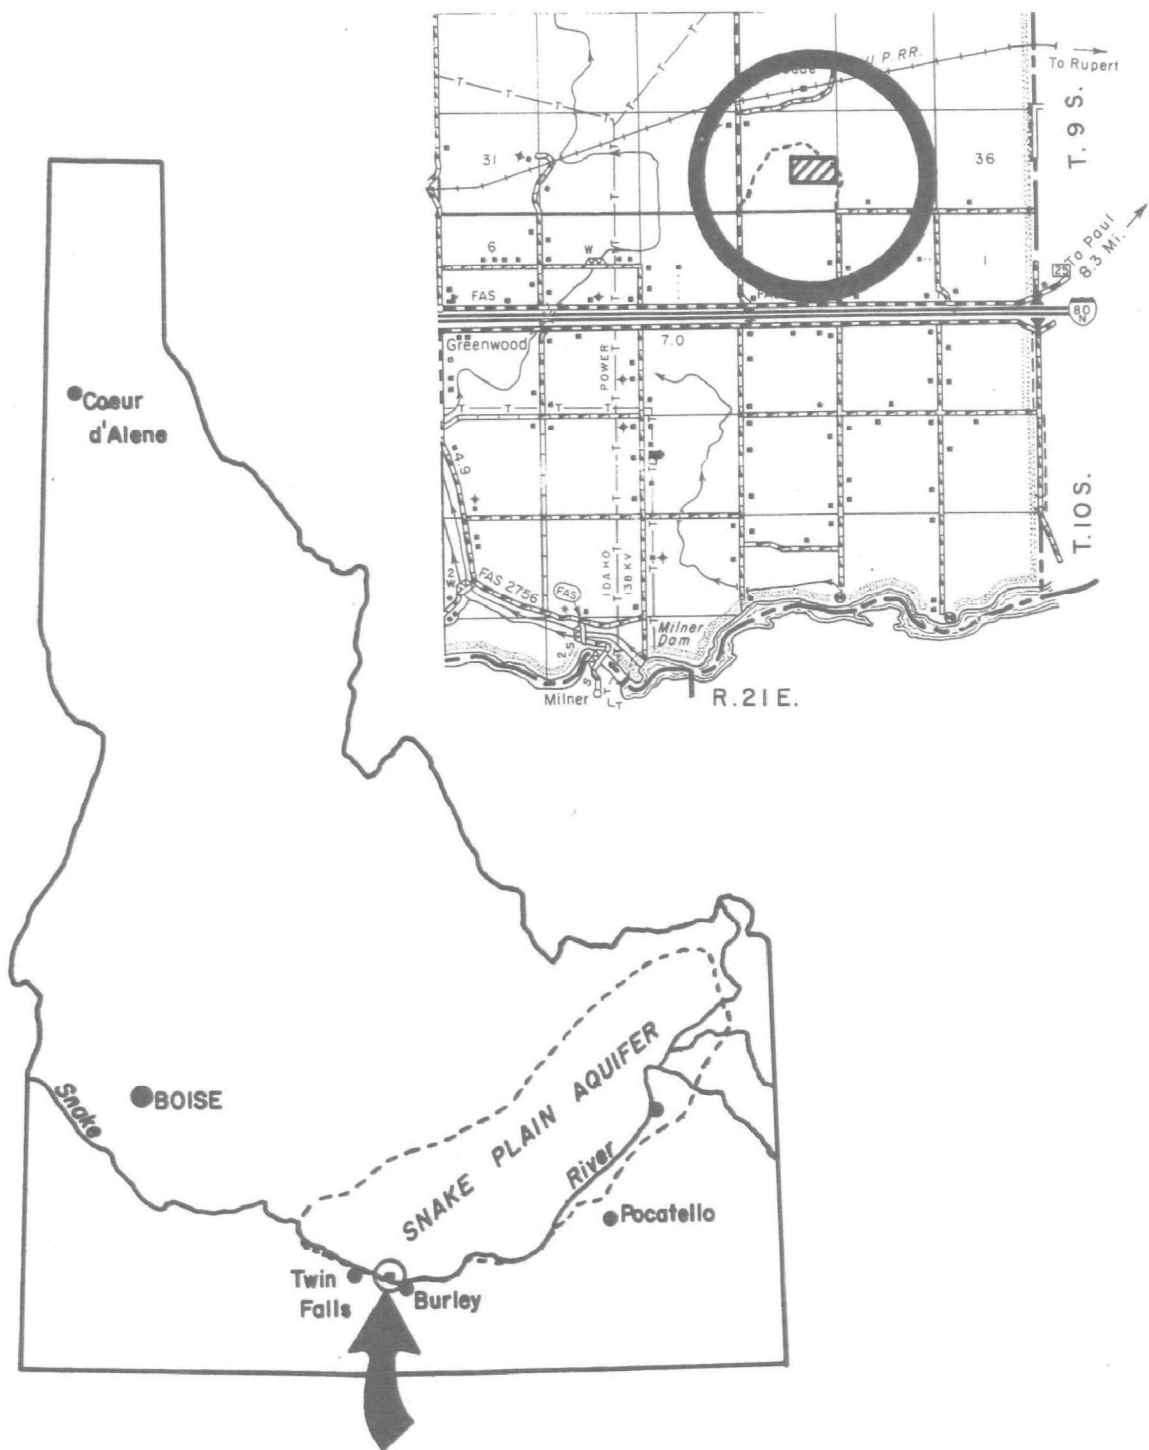 U.P. RR.
To Rupert
T. 9 S.
31
36
To Paul
8.3 Mi.
6
W
1
25
FAS
80
N
Greenwood
7.0
POWER
T
T
T
T
4.9
T. 10 S.
2
W
FAS 2756
FAS
IDAHO
138 KV
Milner
Dam
2
S
S
Milner
R. 21 E.
Coeur
d'Alene
SNAKE PLAIN AQUIFER
Snake
BOISE
River
Pocatello
Twin
Falls
Burley